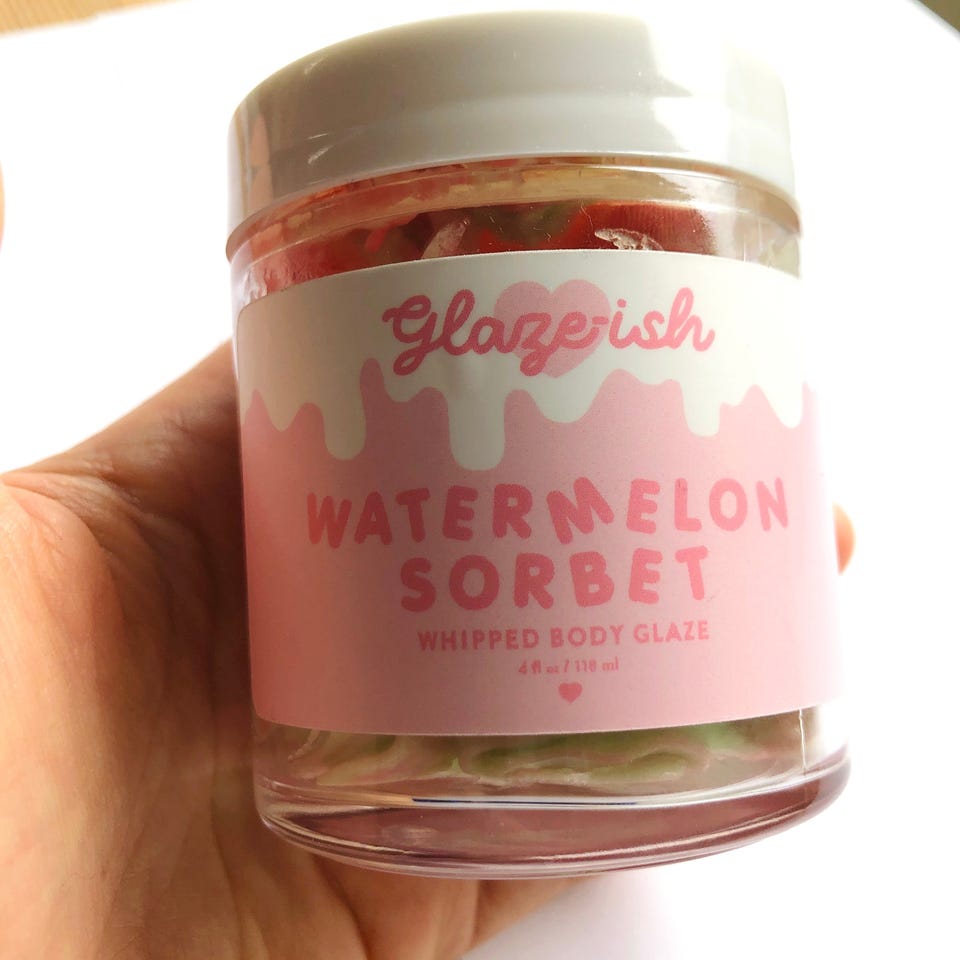 Glaze-ish
WATERMELON
SORBET
WHIPPED BODY GLAZE
4 fl oz / 118 ml